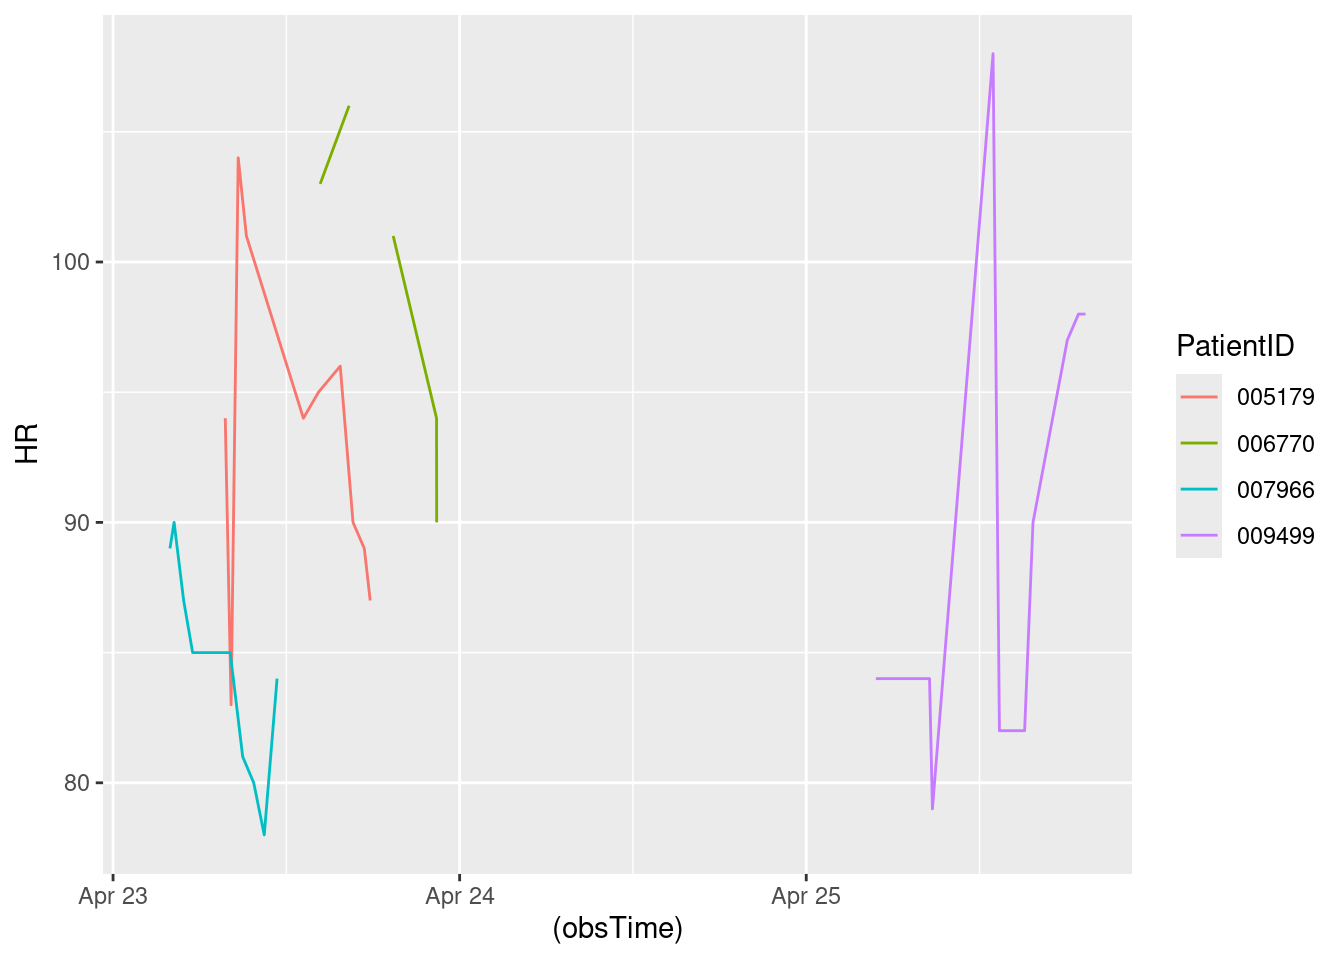 HR
100
90
80
Apr 23
Apr 24
Apr 25
(obsTime)
PatientID
005179
006770
007966
009499